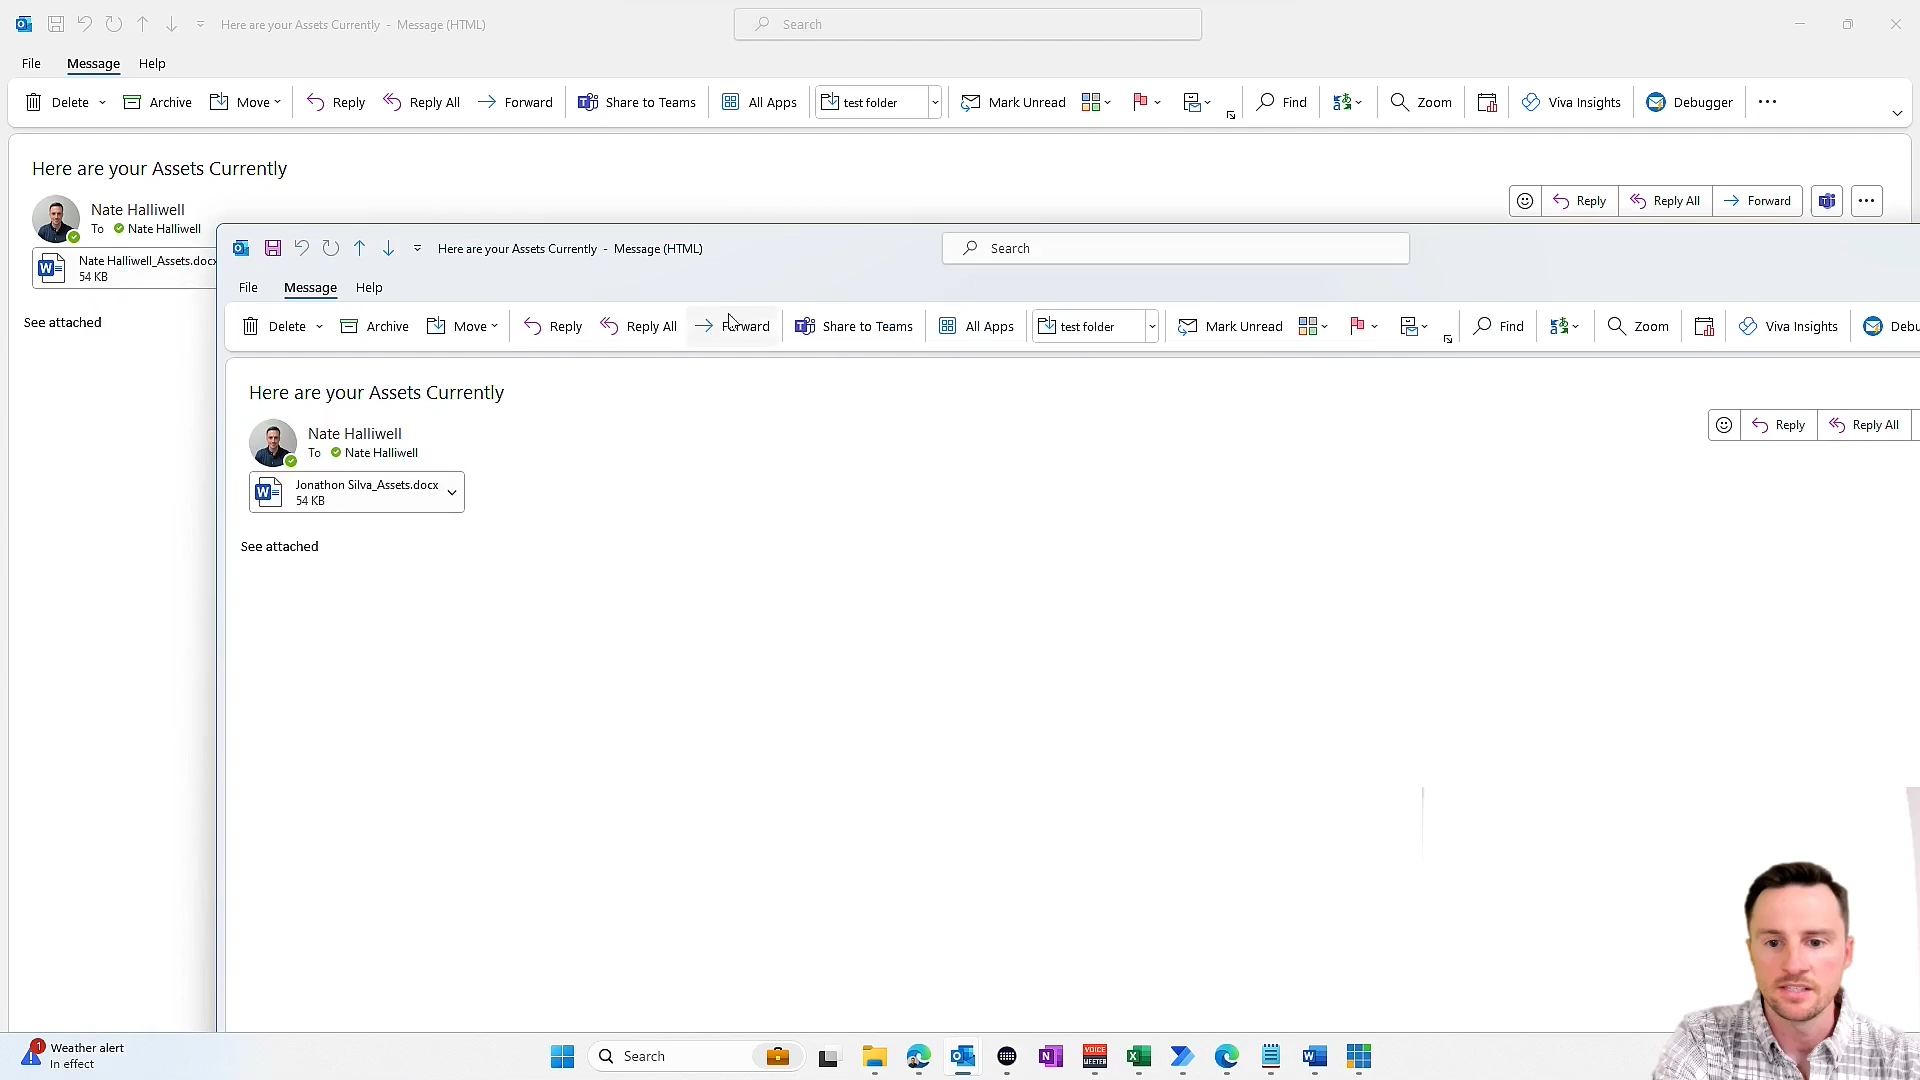 Here are your Assets Currently - Message (HTML)
Search
File Message Help
Delete Archive Move Reply Reply All Forward Share to Teams All Apps test folder Mark Unread Find Zoom Viva Insights Debugger
Here are your Assets Currently
Nate Halliwell
To Nate Halliwell
Reply Reply All Forward
Nate Halliwell_Assets.docx
54 KB
See attached
Here are your Assets Currently - Message (HTML)
Search
File Message Help
Delete Archive Move Reply Reply All Forward Share to Teams All Apps test folder Mark Unread Find Zoom Viva Insights Debu
Here are your Assets Currently
Nate Halliwell
To Nate Halliwell
Reply Reply All
Jonathon Silva_Assets.docx
54 KB
See attached
1
Weather alert
In effect
Search
VOICE
MEETER